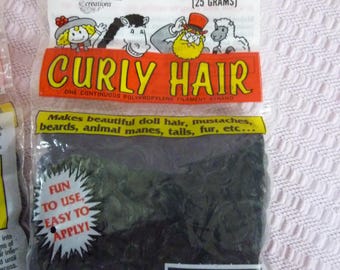 creations
(25 GRAMS)
CURLY HAIR
ONE CONTINUOUS POLYPROPYLENE FILAMENT STRAND
Makes beautiful doll hair, mustaches,
beards, animal manes, tails, fur, etc...
FUN
TO USE,
EASY TO
APPLY!